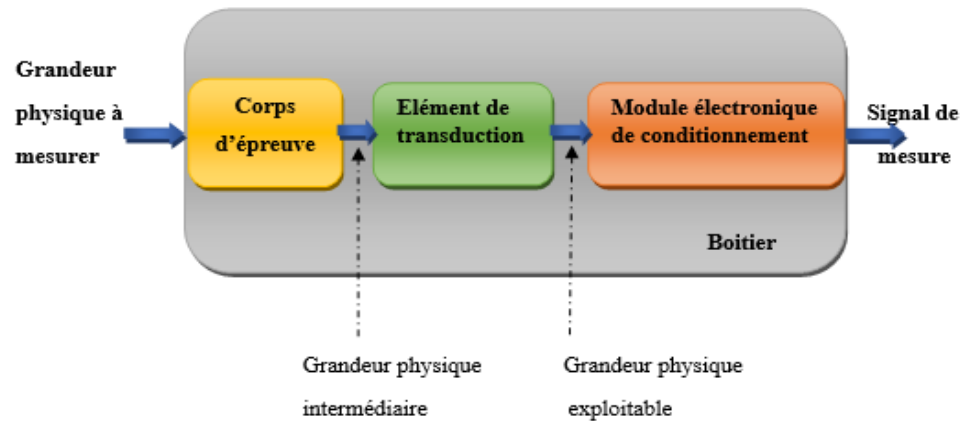 Grandeur
physique à
mesurer
Corps
d’épreuve
Elément de
transduction
Module électronique
de conditionnement
Signal de
mesure
Boitier
Grandeur physique
intermédiaire
Grandeur physique
exploitable